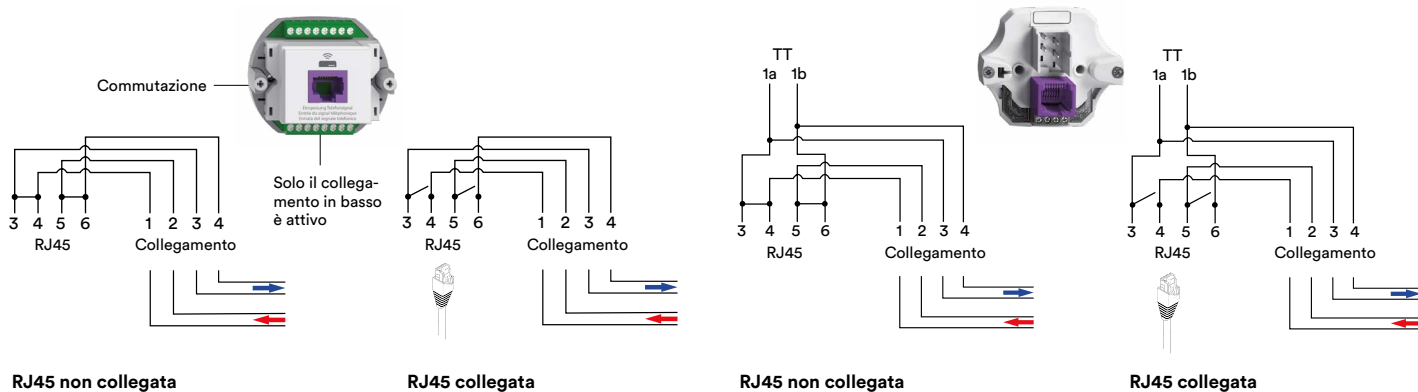 Commutazione
Einspeisung Telefonsignal
Entrée du signal téléphonique
Entrata del segnale telefonico
Solo il collega-
mento in basso
è attivo
3 4 5 6 1 2 3 4
RJ45 Collegamento
3 4 5 6 1 2 3 4
RJ45 Collegamento
TT
1a 1b
3 4 5 6 1 2 3 4
RJ45 Collegamento
TT
1a 1b
3 4 5 6 1 2 3 4
RJ45 Collegamento
RJ45 non collegata
RJ45 collegata
RJ45 non collegata
RJ45 collegata